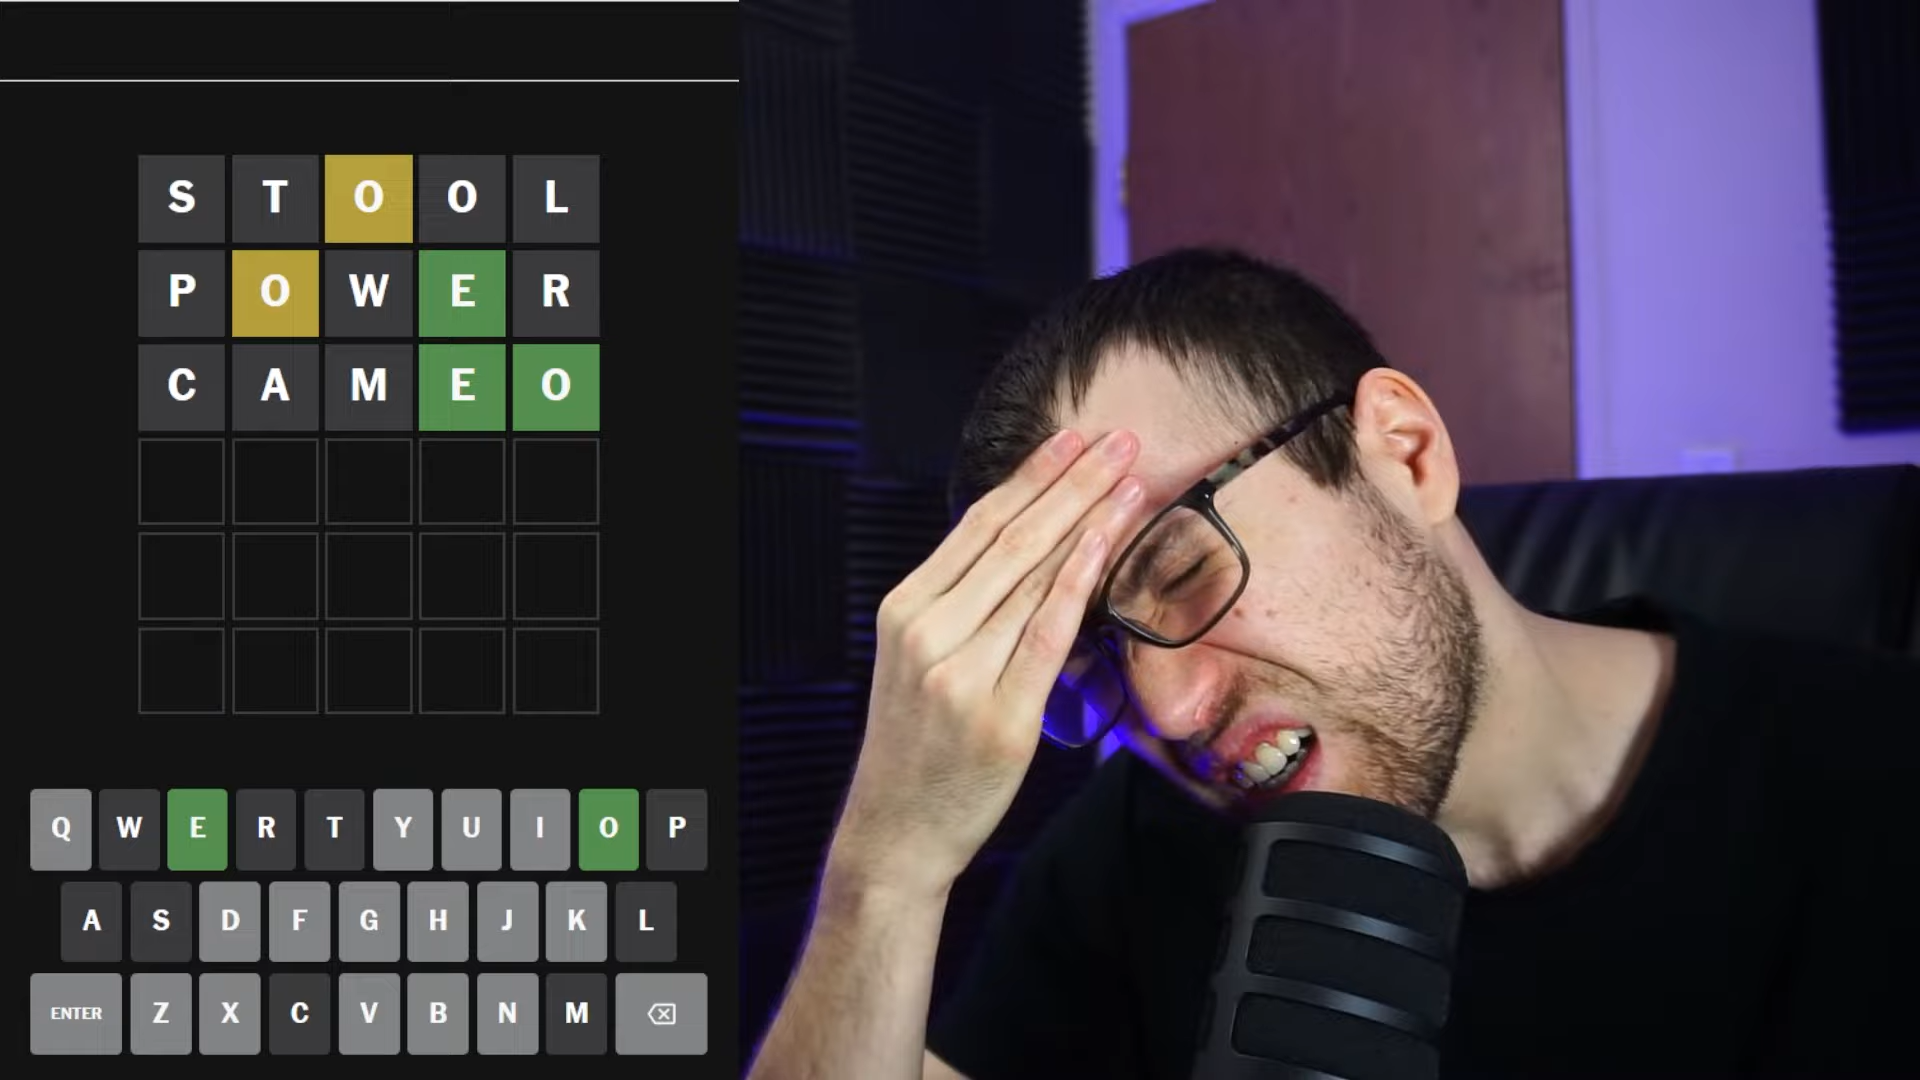 S T O O L
P O W E R
C A M E O
Q W E R T Y U I O P
A S D F G H J K L
ENTER Z X C V B N M